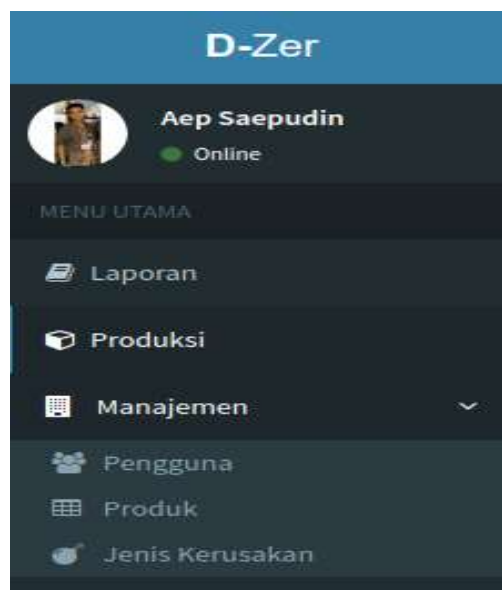 D-Zer
Aep Saepudin
Online
MENU UTAMA
Laporan
Produksi
Manajemen
Pengguna
Produk
Jenis Kerusakan